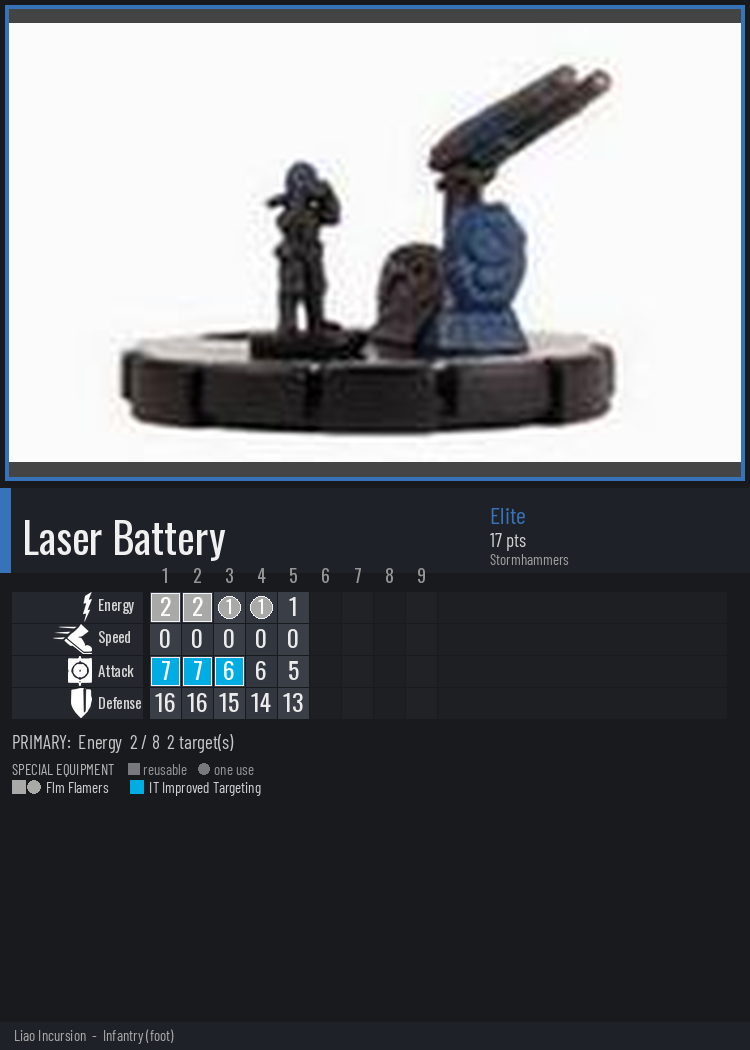 Laser Battery
Elite
17 pts
Stormhammers
1 2 3 4 5 6 7 8 9
Energy 2 2 1 1 1
Speed 0 0 0 0 0
Attack 7 7 6 6 5
Defense 16 16 15 14 13
PRIMARY: Energy 2 / 8 2 target(s)
SPECIAL EQUIPMENT reusable one use
Flm Flamers IT Improved Targeting
Liao Incursion - Infantry (foot)